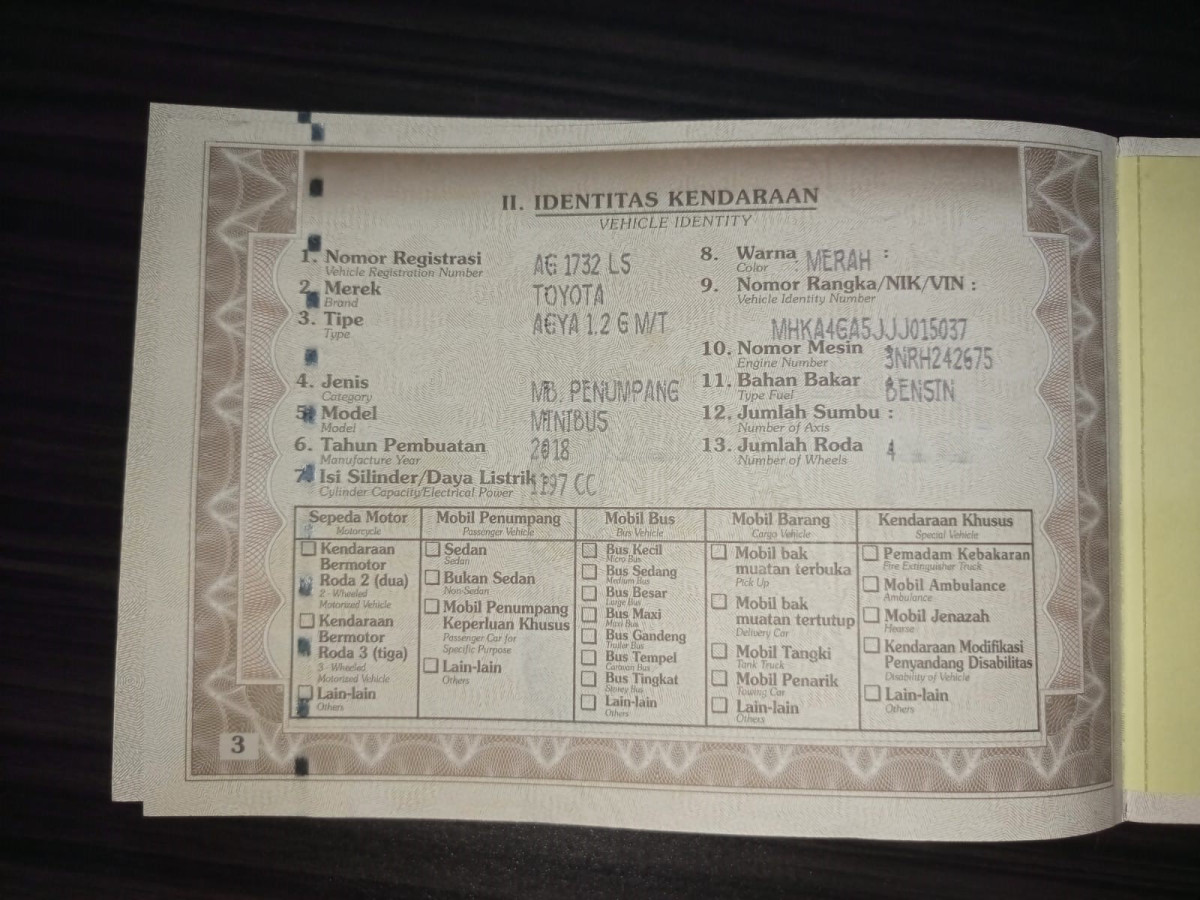 II. IDENTITAS KENDARAAN
VEHICLE IDENTITY
1. Nomor Registrasi AG 1732 LS
Vehicle Registration Number
2. Merek TOYOTA
Brand
3. Tipe AGYA 1.2 G M/T
Type
4. Jenis MB. PENUMPANG
Category
5. Model MINIBUS
Model
6. Tahun Pembuatan 2018
Manufacture Year
7. Isi Silinder/Daya Listrik : 1197 CC
Cylinder Capacity/Electrical Power
8. Warna : MERAH :
Color
9. Nomor Rangka/NIK/VIN :
Vehicle Identity Number
MHKA4GA5JJJ015037
10. Nomor Mesin : 3NRH242675
Engine Number
11. Bahan Bakar : BENSIN
Type Fuel
12. Jumlah Sumbu :
Number of Axis
13. Jumlah Roda : 4
Number of Wheels
Sepeda Motor
Motorcycle
Kendaraan
Bermotor
Roda 2 (dua)
2 - Wheeled
Motorized Vehicle
Kendaraan
Bermotor
Roda 3 (tiga)
3 - Wheeled
Motorized Vehicle
Lain-lain
Others
Mobil Penumpang
Passenger Vehicle
Sedan
Sedan
Bukan Sedan
Non-Sedan
Mobil Penumpang
Keperluan Khusus
Passenger Car for
Specific Purpose
Lain-lain
Others
Mobil Bus
Bus Vehicle
Bus Kecil
Micro Bus
Bus Sedang
Medium Bus
Bus Besar
Large Bus
Bus Maxi
Maxi Bus
Bus Gandeng
Trailer Bus
Bus Tempel
Caravan Bus
Bus Tingkat
Storey Bus
Lain-lain
Others
Mobil Barang
Cargo Vehicle
Mobil bak
muatan terbuka
Pick Up
Mobil bak
muatan tertutup
Delivery Car
Mobil Tangki
Tank Truck
Mobil Penarik
Towing Car
Lain-lain
Others
Kendaraan Khusus
Special Vehicle
Pemadam Kebakaran
Fire Extinguisher Truck
Mobil Ambulance
Ambulance
Mobil Jenazah
Hearse
Kendaraan Modifikasi
Penyandang Disabilitas
Disability of Vehicle
Lain-lain
Others
3